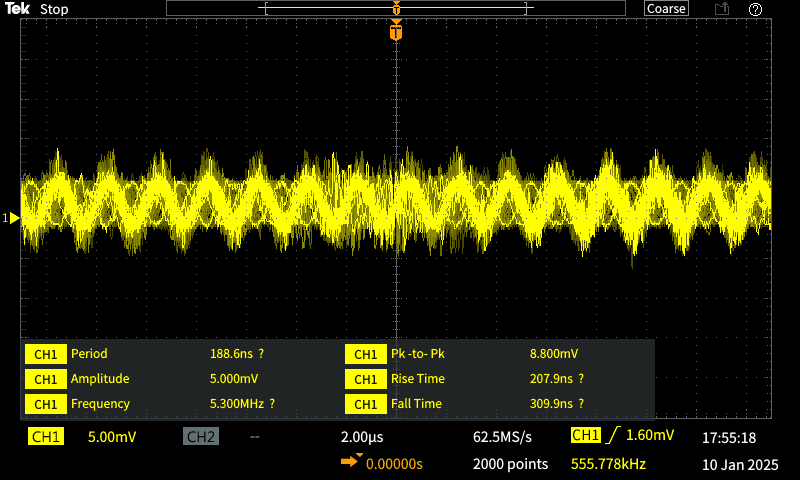 Tek Stop T Coarse
T
1
CH1 Period 188.6ns ? CH1 Pk -to- Pk 8.800mV
CH1 Amplitude 5.000mV CH1 Rise Time 207.9ns ?
CH1 Frequency 5.300MHz ? CH1 Fall Time 309.9ns ?
CH1 5.00mV CH2 -- 2.00µs 62.5MS/s CH1 1.60mV 17:55:18
0.00000s 2000 points 555.778kHz 10 Jan 2025